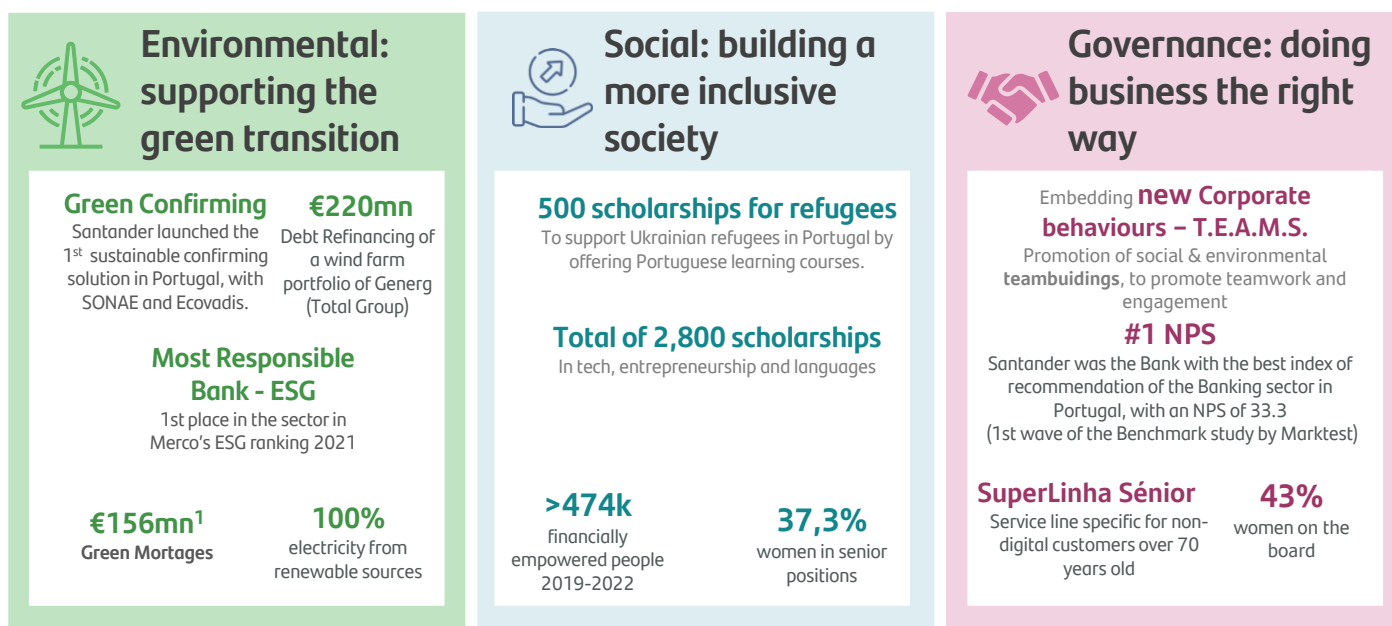 Environmental:
supporting the
green transition
Green Confirming
Santander launched the
1st sustainable confirming
solution in Portugal, with
SONAE and Ecovadis.
€220mn
Debt Refinancing of
a wind farm
portfolio of Generg
(Total Group)
Most Responsible
Bank - ESG
1st place in the sector in
Merco's ESG ranking 2021
€156mn1
Green Mortages
100%
electricity from
renewable sources
Social: building a
more inclusive
society
500 scholarships for refugees
To support Ukrainian refugees in Portugal by
offering Portuguese learning courses.
Total of 2,800 scholarships
In tech, entrepreneurship and languages
>474k
financially
empowered people
2019-2022
37,3%
women in senior
positions
Governance: doing
business the right
way
Embedding new Corporate
behaviours – T.E.A.M.S.
Promotion of social & environmental
teambuidings, to promote teamwork and
engagement
#1 NPS
Santander was the Bank with the best index of
recommendation of the Banking sector in
Portugal, with an NPS of 33.3
(1st wave of the Benchmark study by Marktest)
SuperLinha Sénior
Service line specific for non-
digital customers over 70
years old
43%
women on the
board